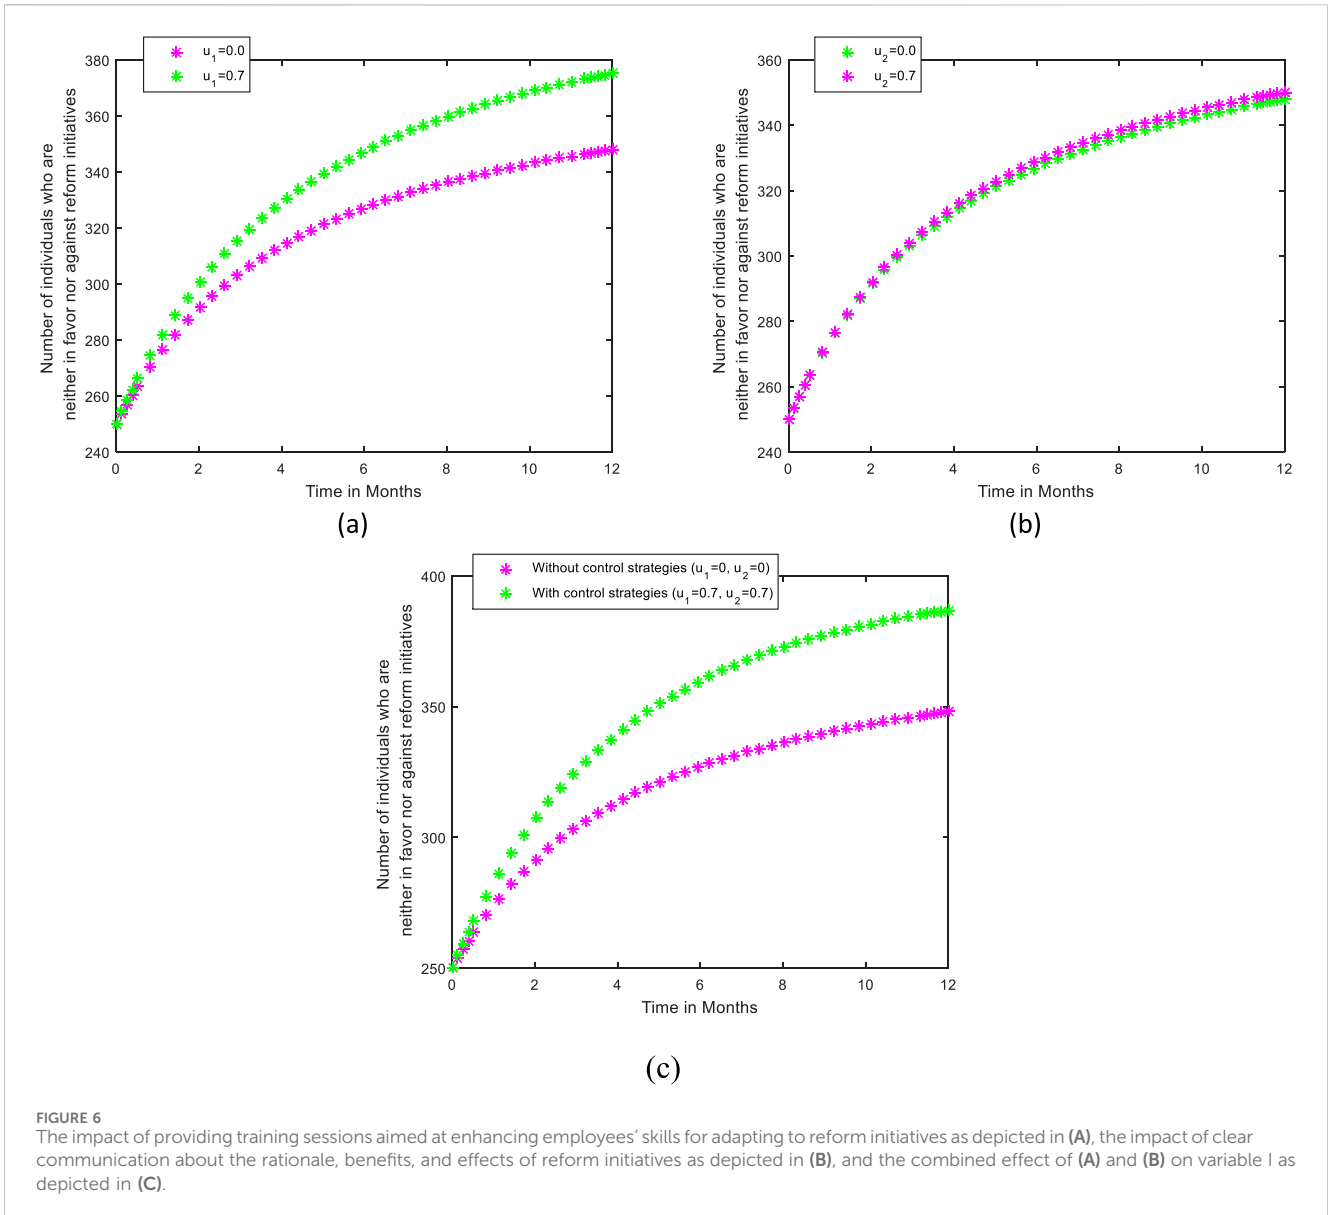 u1=0.0
u1=0.7
380
360
340
320
300
280
260
240
0 2 4 6 8 10 12
Time in Months
Number of individuals who are
neither in favor nor against reform initiatives
(a)
u2=0.0
u2=0.7
360
340
320
300
280
260
240
0 2 4 6 8 10 12
Time in Months
Number of individuals who are
neither in favor nor against reform initiatives
(b)
Without control strategies (u1=0, u2=0)
With control strategies (u1=0.7, u2=0.7)
400
350
300
250
0 2 4 6 8 10 12
Time in Months
Number of individuals who are
neither in favor nor against reform initiatives
(c)
FIGURE 6
The impact of providing training sessions aimed at enhancing employees' skills for adapting to reform initiatives as depicted in (A), the impact of clear
communication about the rationale, benefits, and effects of reform initiatives as depicted in (B), and the combined effect of (A) and (B) on variable I as
depicted in (C).